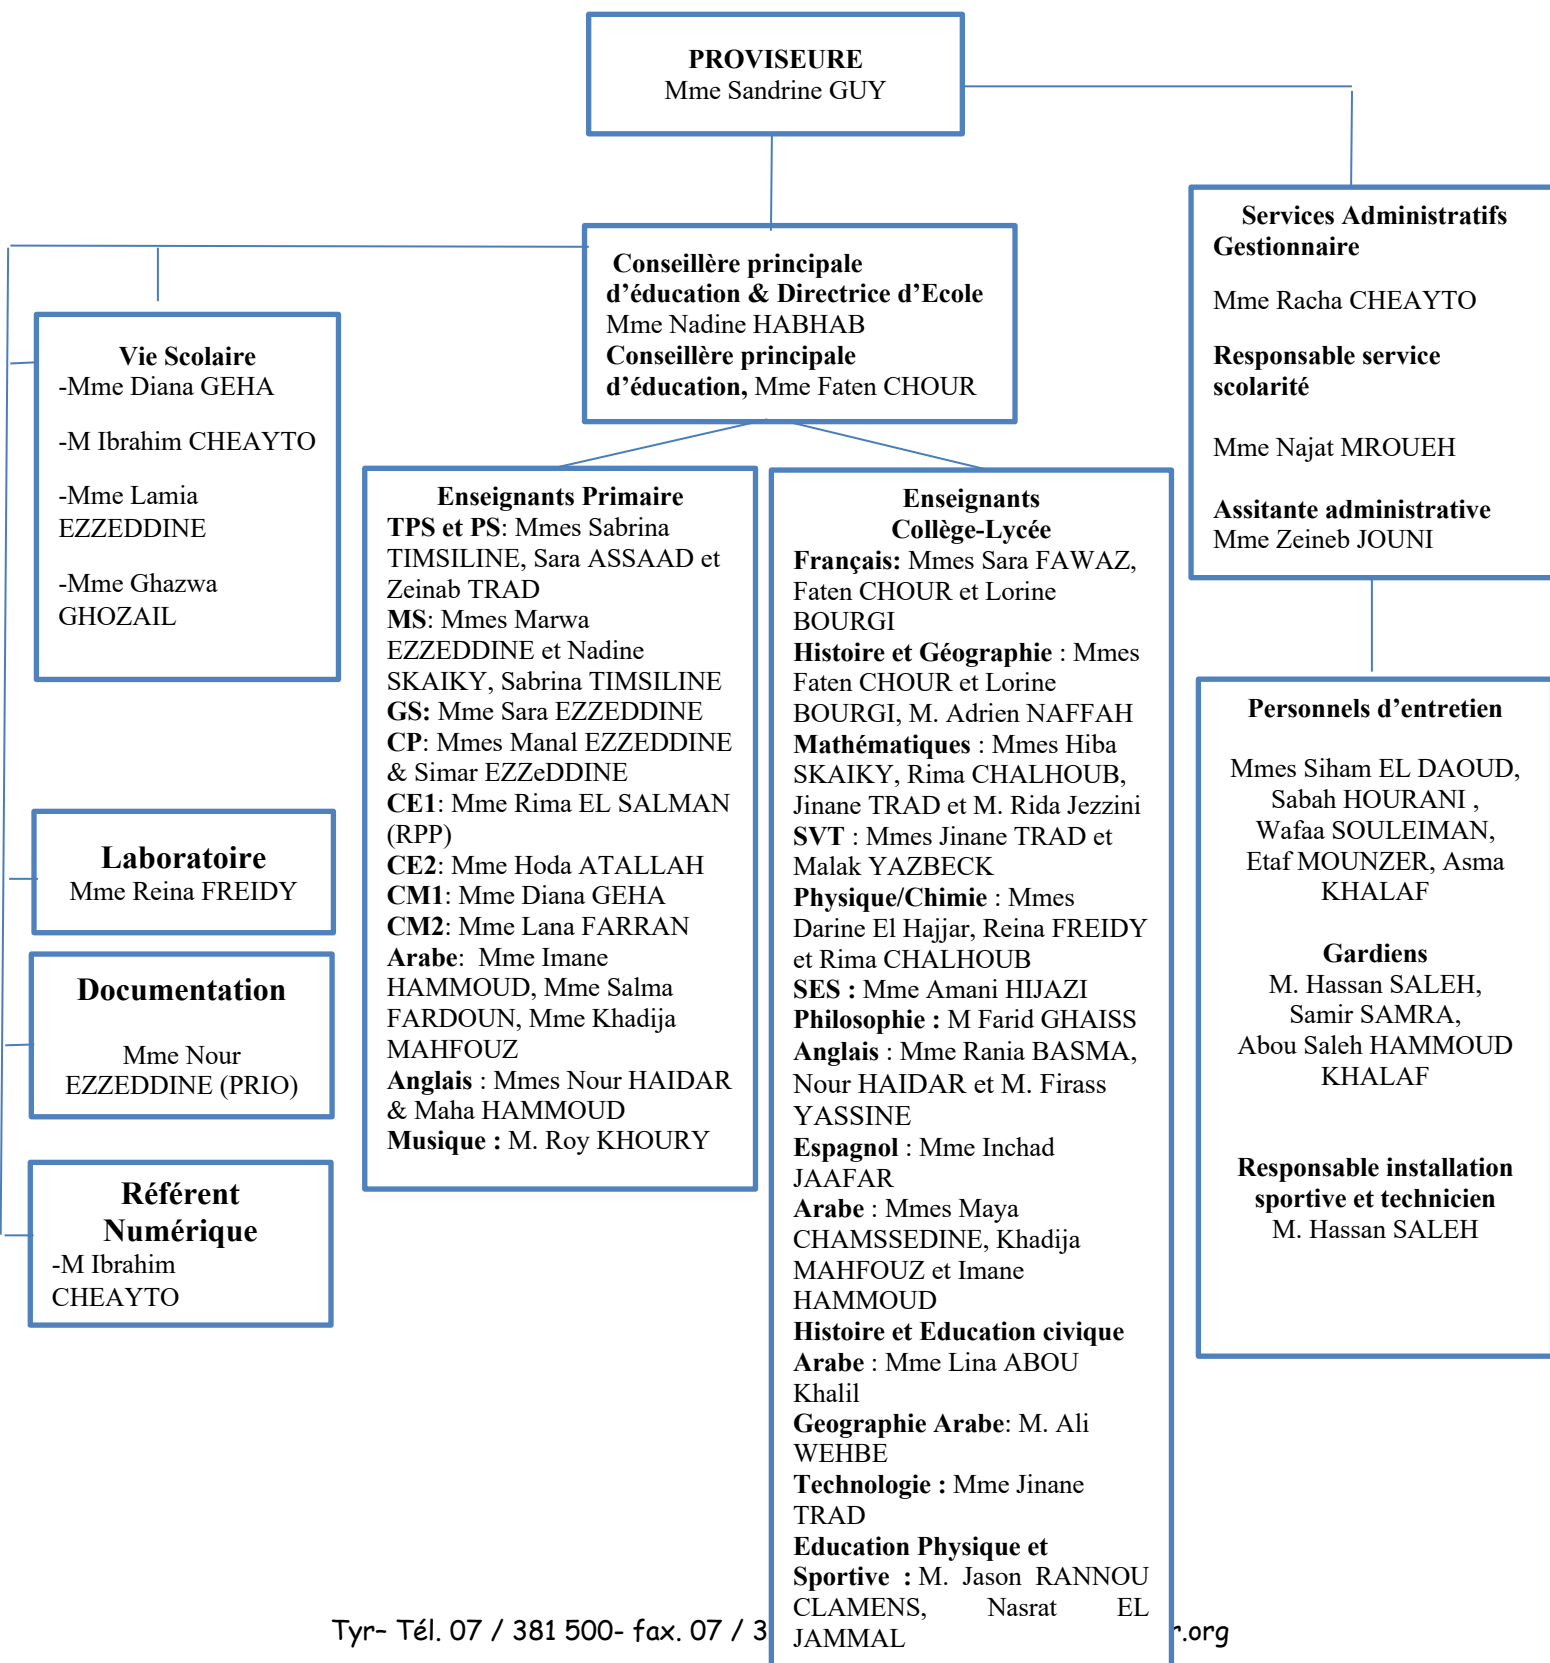 PROVISEURE
Mme Sandrine GUY
Services Administratifs
Gestionnaire
Mme Racha CHEAYTO
Responsable service
scolarité
Mme Najat MROUEH
Assitante administrative
Mme Zeineb JOUNI
Conseillère principale
d’éducation & Directrice d’Ecole
Mme Nadine HABHAB
Conseillère principale
d’éducation, Mme Faten CHOUR
Vie Scolaire
-Mme Diana GEHA
-M Ibrahim CHEAYTO
-Mme Lamia
EZZEDDINE
-Mme Ghazwa
GHOZAIL
Laboratoire
Mme Reina FREIDY
Documentation
Mme Nour
EZZEDDINE (PRIO)
Référent
Numérique
-M Ibrahim
CHEAYTO
Enseignants Primaire
TPS et PS: Mmes Sabrina
TIMSILINE, Sara ASSAAD et
Zeinab TRAD
MS: Mmes Marwa
EZZEDDINE et Nadine
SKAIKY, Sabrina TIMSILINE
GS: Mme Sara EZZEDDINE
CP: Mmes Manal EZZEDDINE
& Simar EZZeDDINE
CE1: Mme Rima EL SALMAN
(RPP)
CE2: Mme Hoda ATALLAH
CM1: Mme Diana GEHA
CM2: Mme Lana FARRAN
Arabe: Mme Imane
HAMMOUD, Mme Salma
FARDOUN, Mme Khadija
MAHFOUZ
Anglais : Mmes Nour HAIDAR
& Maha HAMMOUD
Musique : M. Roy KHOURY
Enseignants
Collège-Lycée
Français: Mmes Sara FAWAZ,
Faten CHOUR et Lorine
BOURGI
Histoire et Géographie : Mmes
Faten CHOUR et Lorine
BOURGI, M. Adrien NAFFAH
Mathématiques : Mmes Hiba
SKAIKY, Rima CHALHOUB,
Jinane TRAD et M. Rida Jezzini
SVT : Mmes Jinane TRAD et
Malak YAZBECK
Physique/Chimie : Mmes
Darine El Hajjar, Reina FREIDY
et Rima CHALHOUB
SES : Mme Amani HIJAZI
Philosophie : M Farid GHAISS
Anglais : Mme Rania BASMA,
Nour HAIDAR et M. Firass
YASSINE
Espagnol : Mme Inchad
JAAFAR
Arabe : Mmes Maya
CHAMSSEDINE, Khadija
MAHFOUZ et Imane
HAMMOUD
Histoire et Education civique
Arabe : Mme Lina ABOU
Khalil
Geographie Arabe: M. Ali
WEHBE
Technologie : Mme Jinane
TRAD
Education Physique et
Sportive : M. Jason RANNOU
CLAMENS, Nasrat EL
JAMMAL
Personnels d’entretien
Mmes Siham EL DAOUD,
Sabah HOURANI ,
Wafaa SOULEIMAN,
Etaf MOUNZER, Asma
KHALAF
Gardiens
M. Hassan SALEH,
Samir SAMRA,
Abou Saleh HAMMOUD
KHALAF
Responsable installation
sportive et technicien
M. Hassan SALEH
Tyr– Tél. 07 / 381 500- fax. 07 / 3 r.org